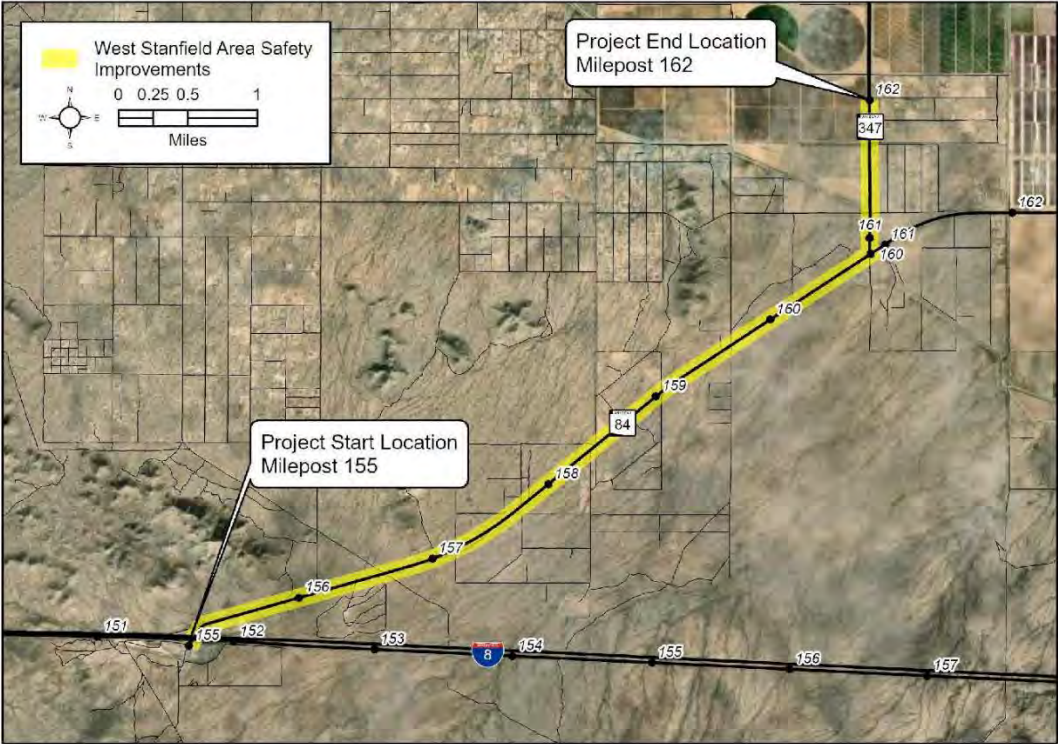 West Stanfield Area Safety
Improvements
N
W
E
S
0 0.25 0.5 1
Miles
Project End Location
Milepost 162
162
347
162
161
161
160
160
159
84
158
Project Start Location
Milepost 155
157
156
151
155
152
153
8
154
155
156
157